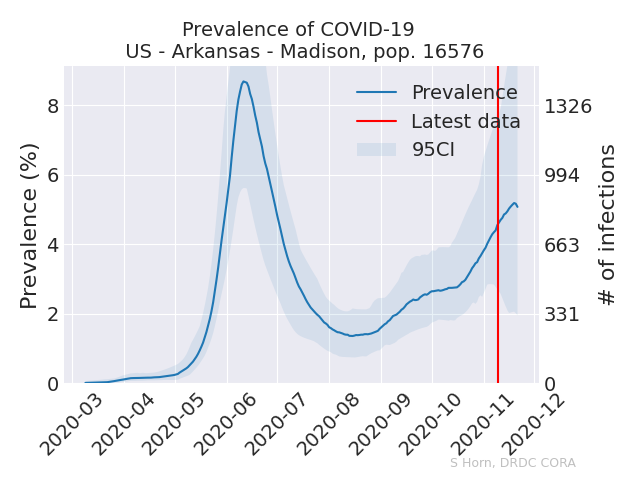 Prevalence of COVID-19
US - Arkansas - Madison, pop. 16576
Prevalence
Latest data
95CI
Prevalence (%)
8
6
4
2
0
1326
994
663
331
0
# of infections
2020-03
2020-04
2020-05
2020-06
2020-07
2020-08
2020-09
2020-10
2020-11
2020-12
S Horn, DRDC CORA